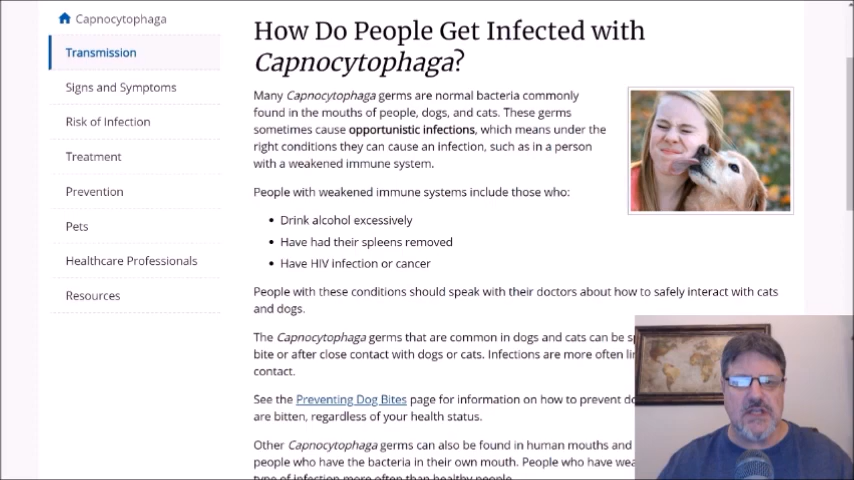 Capnocytophaga
Transmission
Signs and Symptoms
Risk of Infection
Treatment
Prevention
Pets
Healthcare Professionals
Resources
How Do People Get Infected with
Capnocytophaga?
Many Capnocytophaga germs are normal bacteria commonly
found in the mouths of people, dogs, and cats. These germs
sometimes cause opportunistic infections, which means under the
right conditions they can cause an infection, such as in a person
with a weakened immune system.
People with weakened immune systems include those who:
• Drink alcohol excessively
• Have had their spleens removed
• Have HIV infection or cancer
People with these conditions should speak with their doctors about how to safely interact with cats
and dogs.
The Capnocytophaga germs that are common in dogs and cats can be
bite or after close contact with dogs or cats. Infections are more often
contact.
See the Preventing Dog Bites page for information on how to prevent
are bitten, regardless of your health status.
Other Capnocytophaga germs can also be found in human mouths and
people who have the bacteria in their own mouth. People who have
type of infection more often than healthy people.